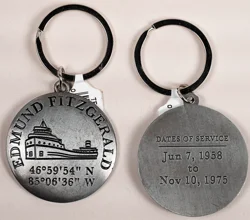 EDMUND FITZGERALD
46°59'54" N
85°06'36" W
DATES OF SERVICE
Jun 7, 1958
to
Nov 10, 1975